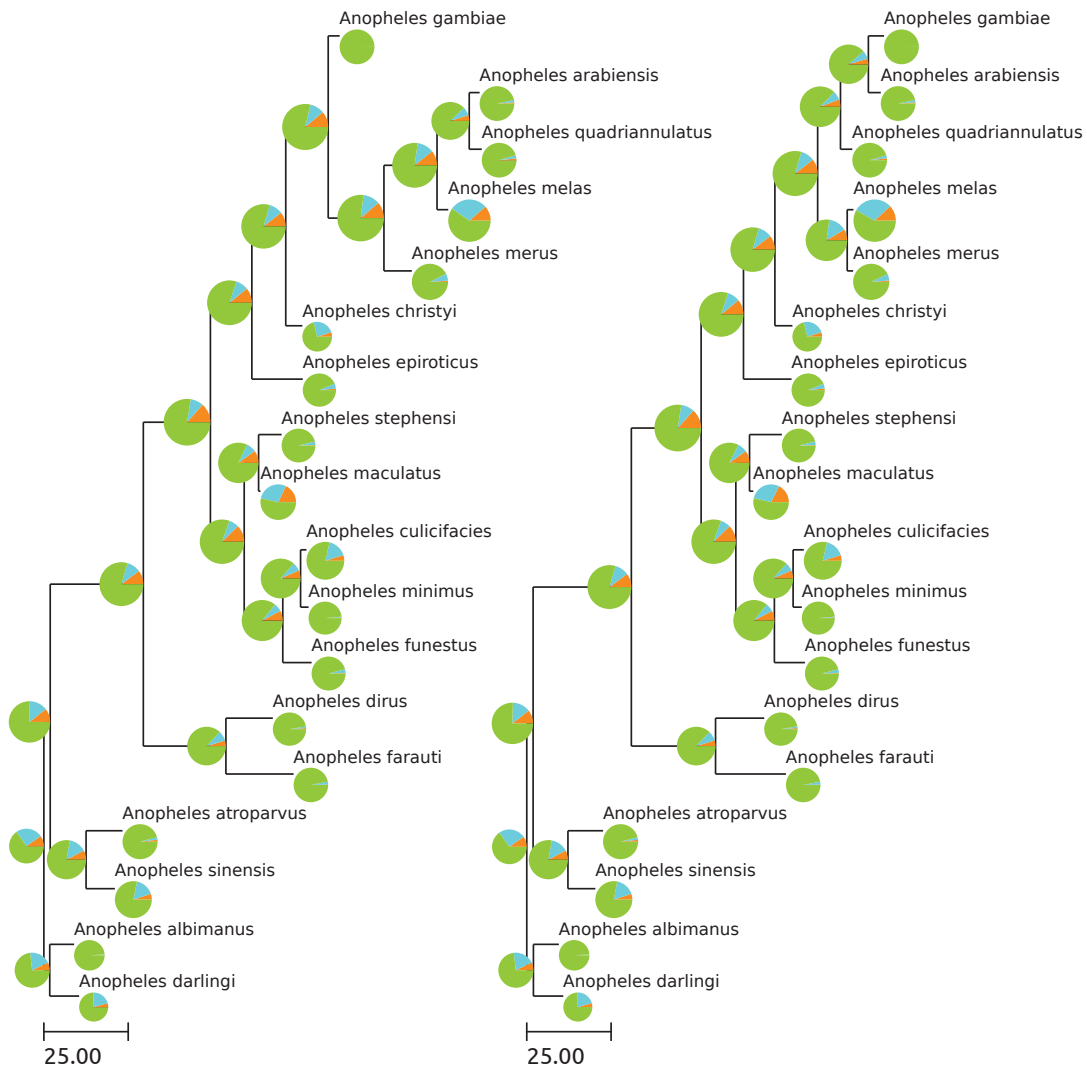 Anopheles gambiae
Anopheles arabiensis
Anopheles quadriannulatus
Anopheles melas
Anopheles merus
Anopheles christyi
Anopheles epiroticus
Anopheles stephensi
Anopheles maculatus
Anopheles culicifacies
Anopheles minimus
Anopheles funestus
Anopheles dirus
Anopheles farauti
Anopheles atroparvus
Anopheles sinensis
Anopheles albimanus
Anopheles darlingi
25.00
Anopheles gambiae
Anopheles arabiensis
Anopheles quadriannulatus
Anopheles melas
Anopheles merus
Anopheles christyi
Anopheles epiroticus
Anopheles stephensi
Anopheles maculatus
Anopheles culicifacies
Anopheles minimus
Anopheles funestus
Anopheles dirus
Anopheles farauti
Anopheles atroparvus
Anopheles sinensis
Anopheles albimanus
Anopheles darlingi
25.00